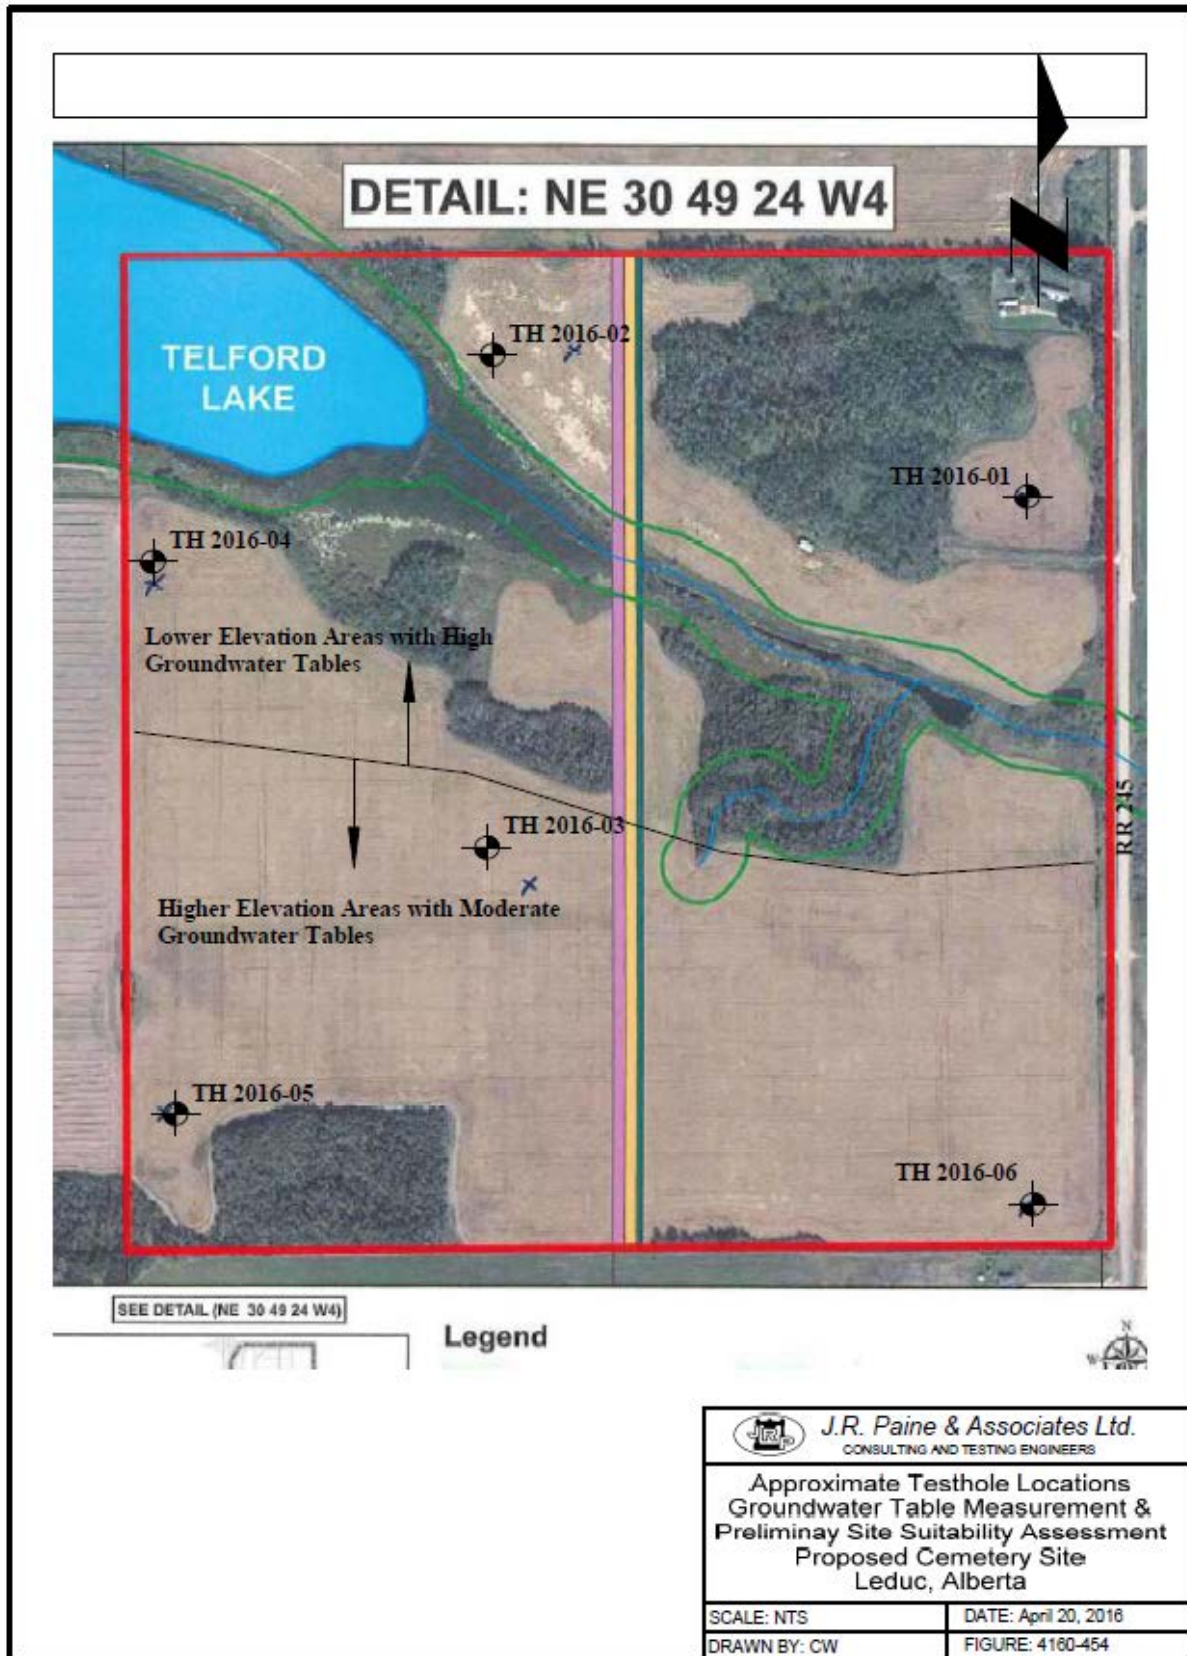 DETAIL: NE 30 49 24 W4
TELFORD
LAKE
TH 2016-02
TH 2016-01
TH 2016-04
Lower Elevation Areas with High
Groundwater Tables
RR 245
TH 2016-03
Higher Elevation Areas with Moderate
Groundwater Tables
TH 2016-05
TH 2016-06
SEE DETAIL (NE 30 49 24 W4)
Legend
N
W
JRP
J.R. Paine & Associates Ltd.
CONSULTING AND TESTING ENGINEERS
Approximate Testhole Locations
Groundwater Table Measurement &
Preliminay Site Suitability Assessment
Proposed Cemetery Site
Leduc, Alberta
SCALE: NTS
DATE: April 20, 2016
DRAWN BY: CW
FIGURE: 4160-454